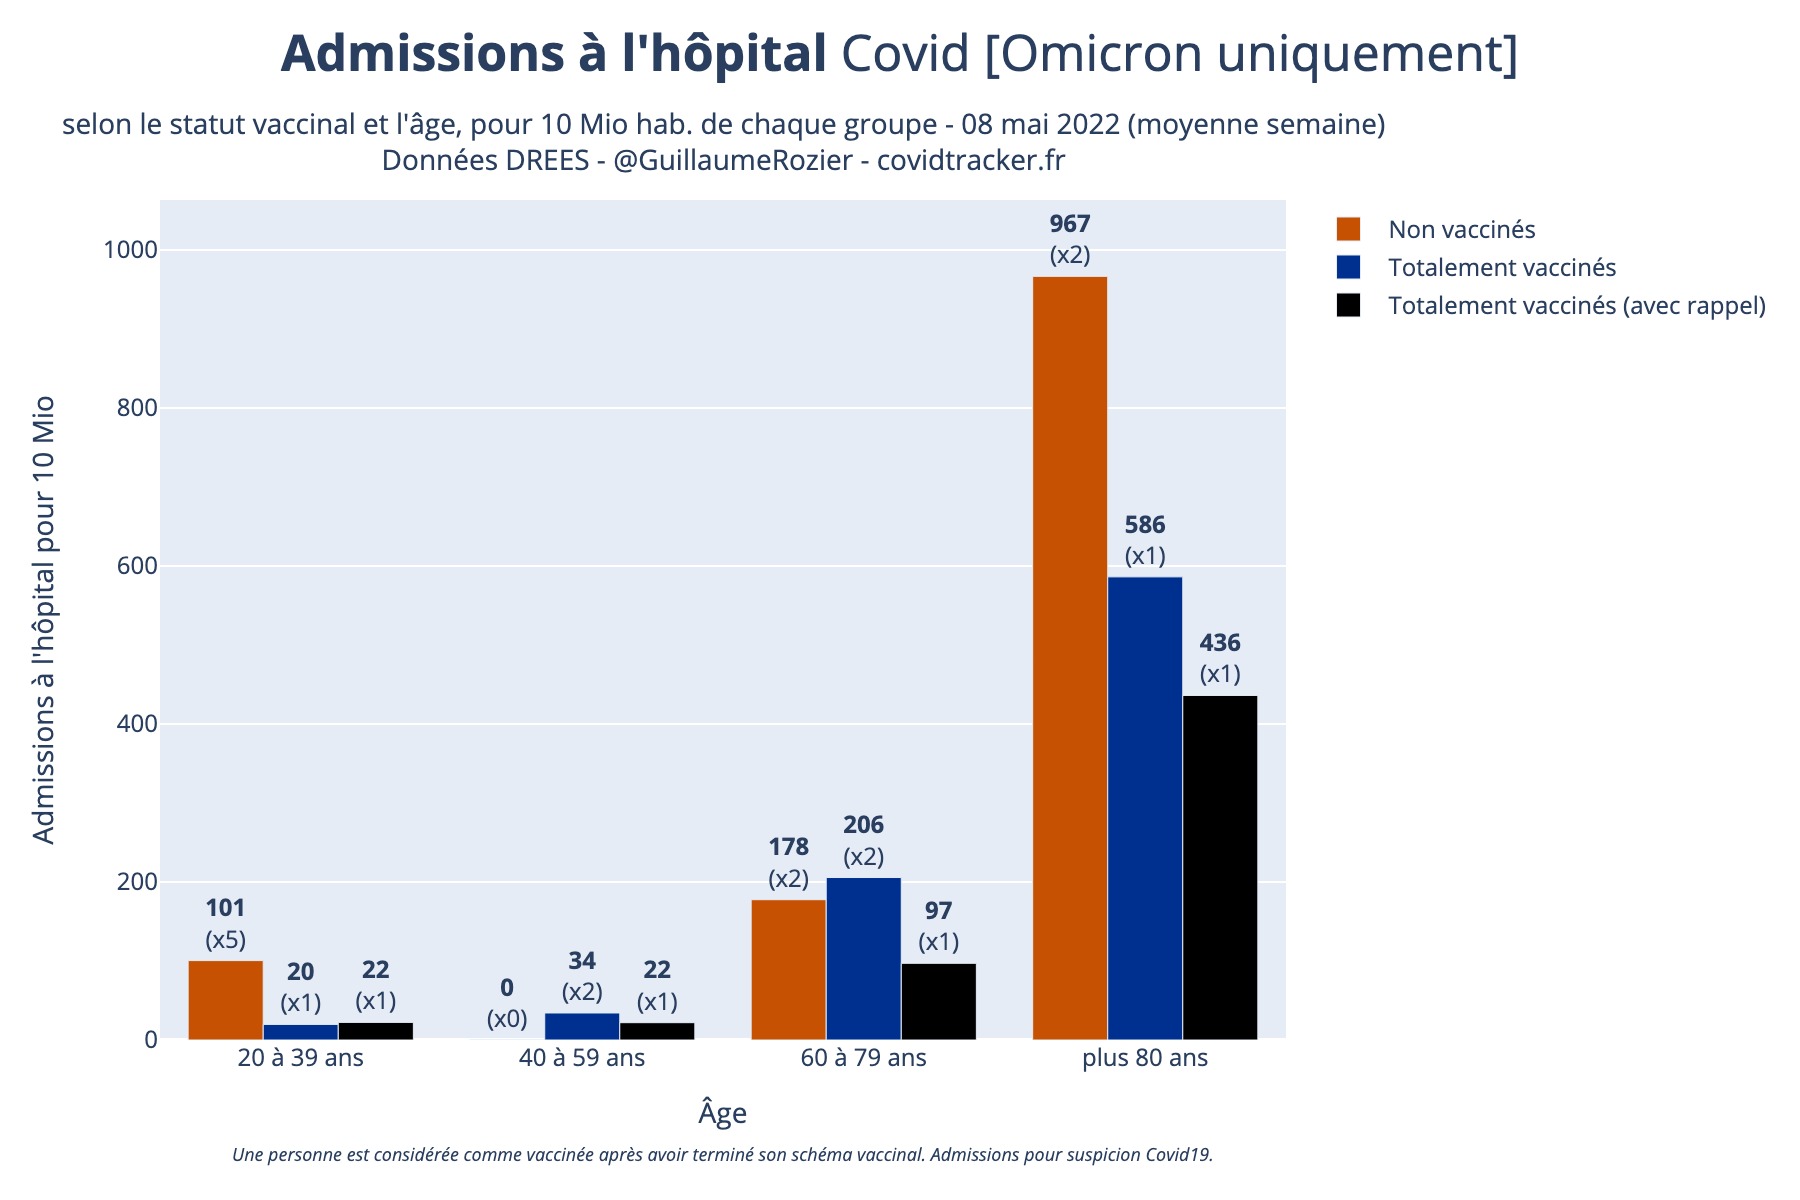 Admissions à l'hôpital Covid [Omicron uniquement]
selon le statut vaccinal et l'âge, pour 10 Mio hab. de chaque groupe - 08 mai 2022 (moyenne semaine)
Données DREES - @GuillaumeRozier - covidtracker.fr
Non vaccinés
Totalement vaccinés
Totalement vaccinés (avec rappel)
Admissions à l'hôpital pour 10 Mio
1000
800
600
400
200
0
101
(x5)
20
(x1)
22
(x1)
0
(x0)
34
(x2)
22
(x1)
178
(x2)
206
(x2)
97
(x1)
967
(x2)
586
(x1)
436
(x1)
20 à 39 ans
40 à 59 ans
60 à 79 ans
plus 80 ans
Âge
Une personne est considérée comme vaccinée après avoir terminé son schéma vaccinal. Admissions pour suspicion Covid19.